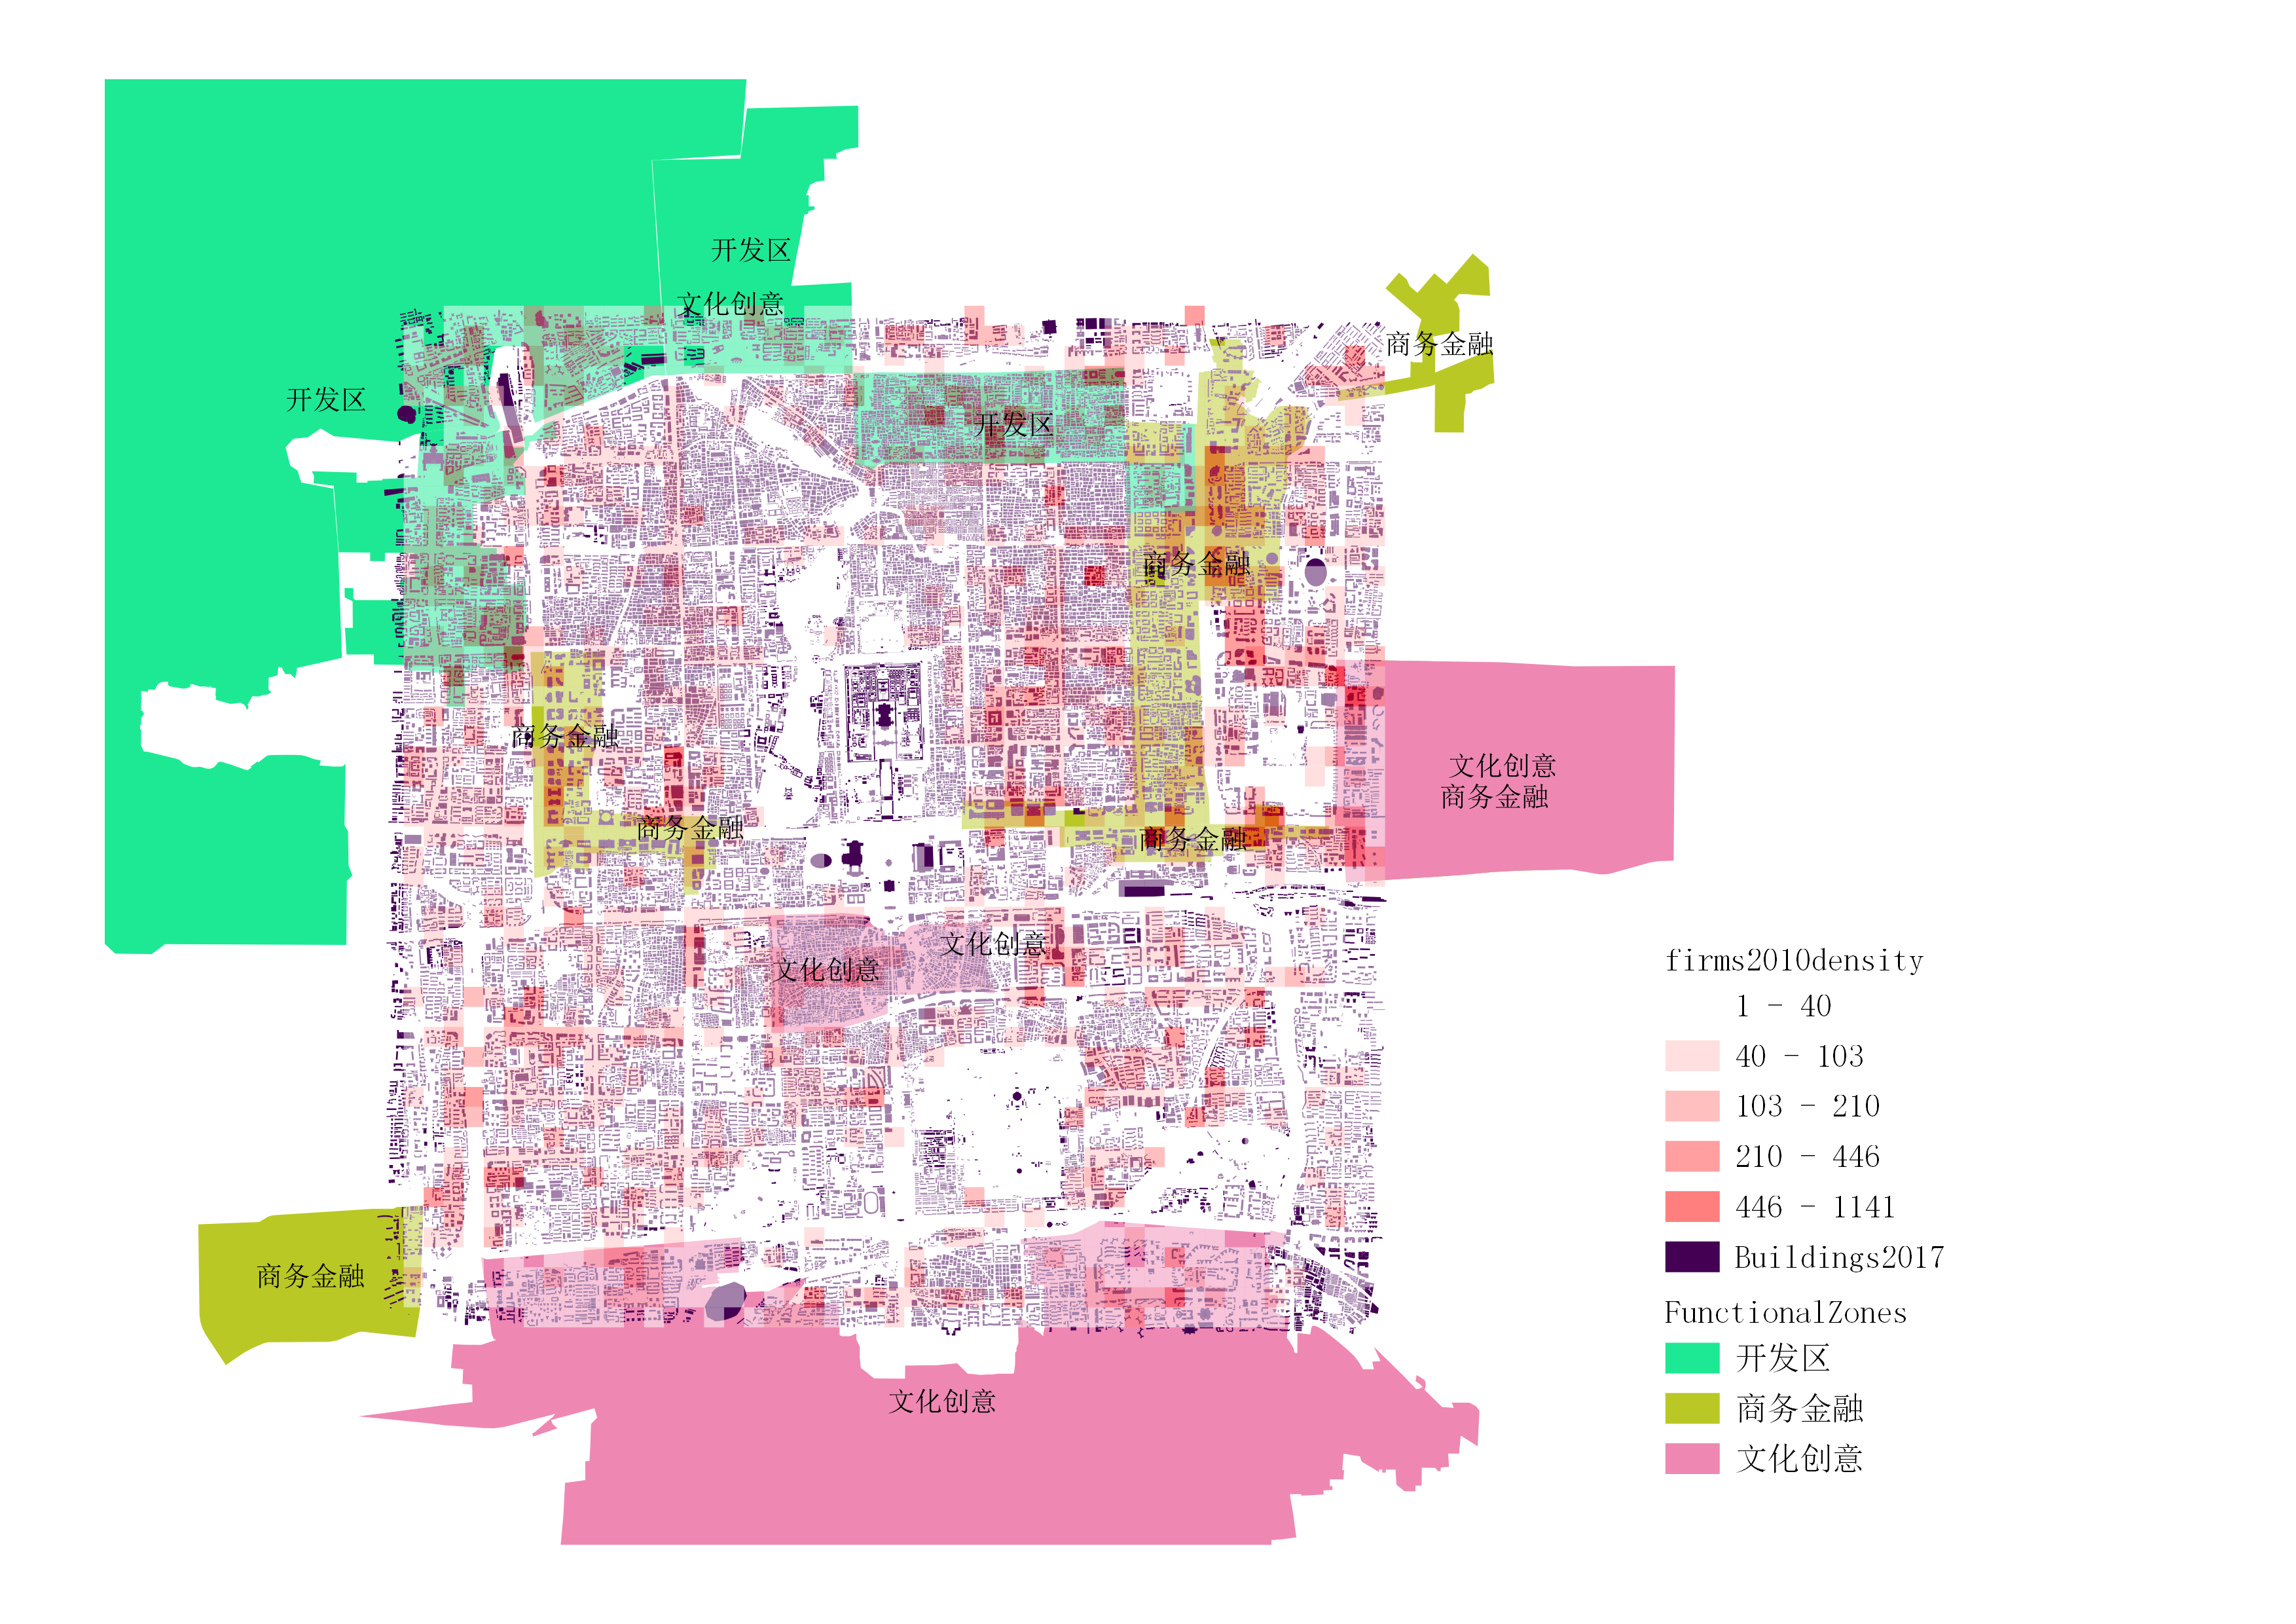 开发区
文化创意
商务金融
开发区
开发区
商务金融
商务金融
文化创意
商务金融
商务金融
商务金融
文化创意
文化创意
商务金融
文化创意
firms2010density
1 - 40
40 - 103
103 - 210
210 - 446
446 - 1141
Buildings2017
FunctionalZones
开发区
商务金融
文化创意